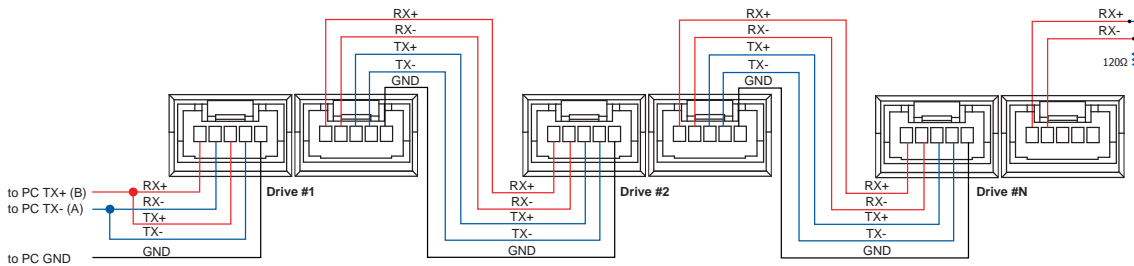 RX+
RX-
TX+
TX-
GND
RX+
RX-
TX+
TX-
GND
RX+
RX-
120Ω
to PC TX+ (B)
to PC TX- (A)
to PC GND
RX+
RX-
TX+
TX-
GND
Drive #1
RX+
RX-
TX+
TX-
GND
Drive #2
RX+
RX-
TX+
TX-
GND
Drive #N